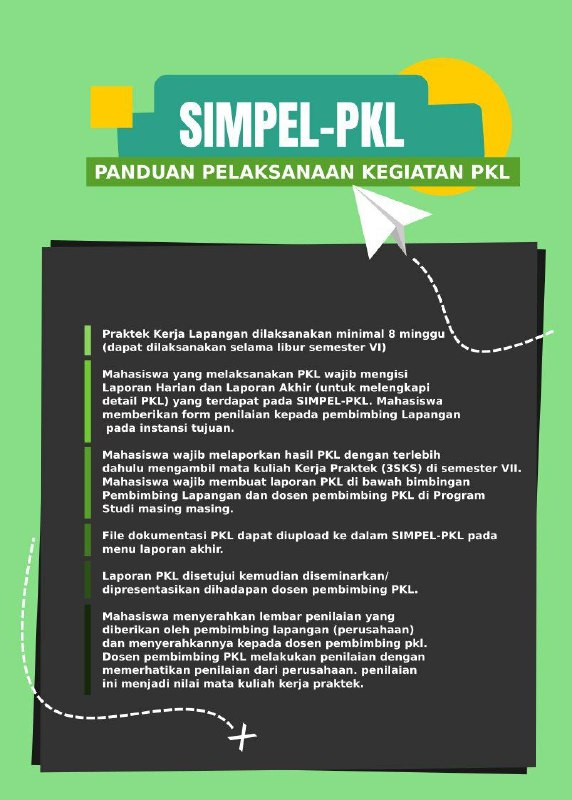 SIMPEL-PKL
PANDUAN PELAKSANAAN KEGIATAN PKL
Praktek Kerja Lapangan dilaksanakan minimal 8 minggu
(dapat dilaksanakan selama libur semester VI)
Mahasiswa yang melaksanakan PKL wajib mengisi
Laporan Harian dan Laporan Akhir (untuk melengkapi
detail PKL) yang terdapat pada SIMPEL-PKL. Mahasiswa
memberikan form penilaian kepada pembimbing Lapangan
pada instansi tujuan.
Mahasiswa wajib melaporkan hasil PKL dengan terlebih
dahulu mengambil mata kuliah Kerja Praktek (3SKS) di semester VII.
Mahasiswa wajib membuat laporan PKL di bawah bimbingan
Pembimbing Lapangan dan dosen pembimbing PKL di Program
Studi masing masing.
File dokumentasi PKL dapat diupload ke dalam SIMPEL-PKL pada
menu laporan akhir.
Laporan PKL disetujui kemudian diseminarkan/
dipresentasikan dihadapan dosen pembimbing PKL.
Mahasiswa menyerahkan lembar penilaian yang
diberikan oleh pembimbing lapangan (perusahaan)
dan menyerahkannya kepada dosen pembimbing pkl.
Dosen pembimbing PKL melakukan penilaian dengan
memerhatikan penilaian dari perusahaan. penilaian
ini menjadi nilai mata kuliah kerja praktek.